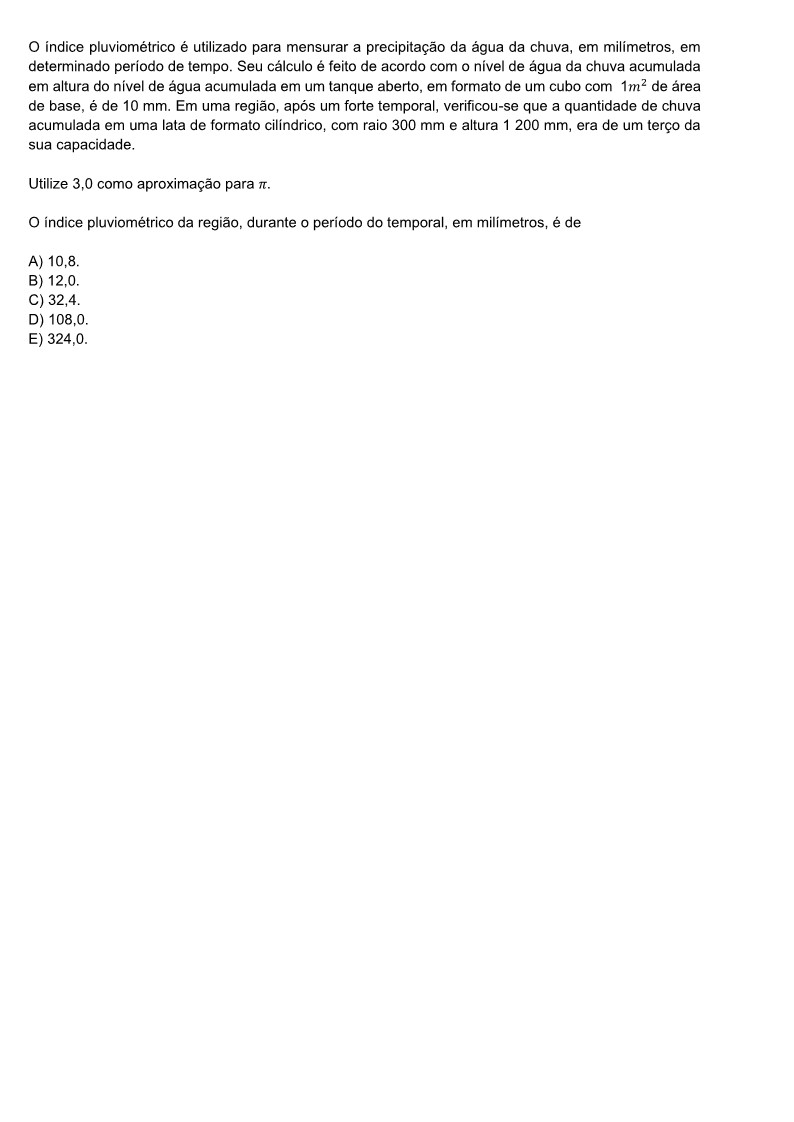 O índice pluviométrico é utilizado para mensurar a precipitação da água da chuva, em milímetros, em
determinado período de tempo. Seu cálculo é feito de acordo com o nível de água da chuva acumulada
em altura do nível de água acumulada em um tanque aberto, em formato de um cubo com 1m² de área
de base, é de 10 mm. Em uma região, após um forte temporal, verificou-se que a quantidade de chuva
acumulada em uma lata de formato cilíndrico, com raio 300 mm e altura 1 200 mm, era de um terço da
sua capacidade.
Utilize 3,0 como aproximação para π.
O índice pluviométrico da região, durante o período do temporal, em milímetros, é de
A) 10,8.
B) 12,0.
C) 32,4.
D) 108,0.
E) 324,0.